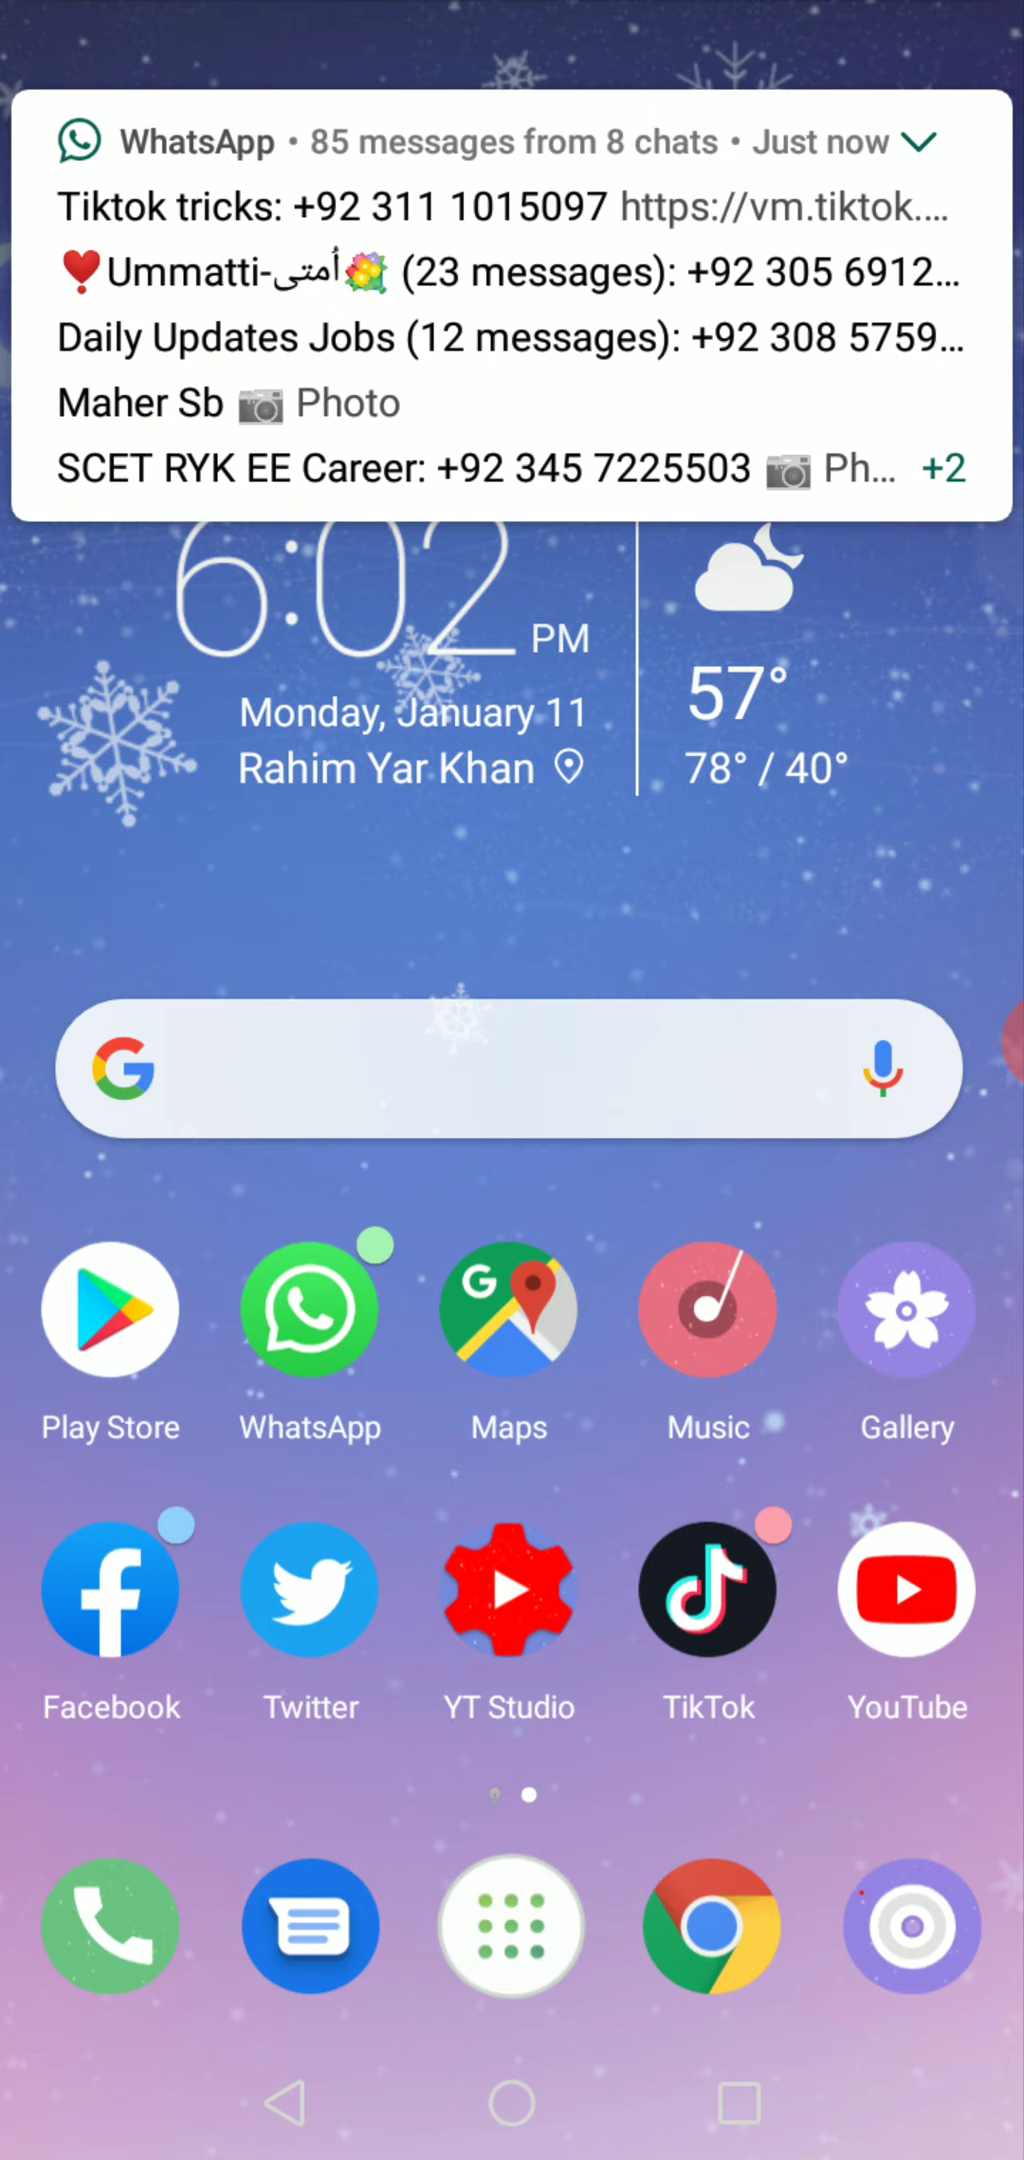 WhatsApp • 85 messages from 8 chats • Just now
Tiktok tricks: +92 311 1015097 https://vm.tiktok....
❣️Ummatti-أمتی💐 (23 messages): +92 305 6912...
Daily Updates Jobs (12 messages): +92 308 5759...
Maher Sb 📷 Photo
SCET RYK EE Career: +92 345 7225503 📷 Ph... +2
6:02 PM
Monday, January 11
Rahim Yar Khan
57°
78° / 40°
Play Store WhatsApp Maps Music Gallery
Facebook Twitter YT Studio TikTok YouTube